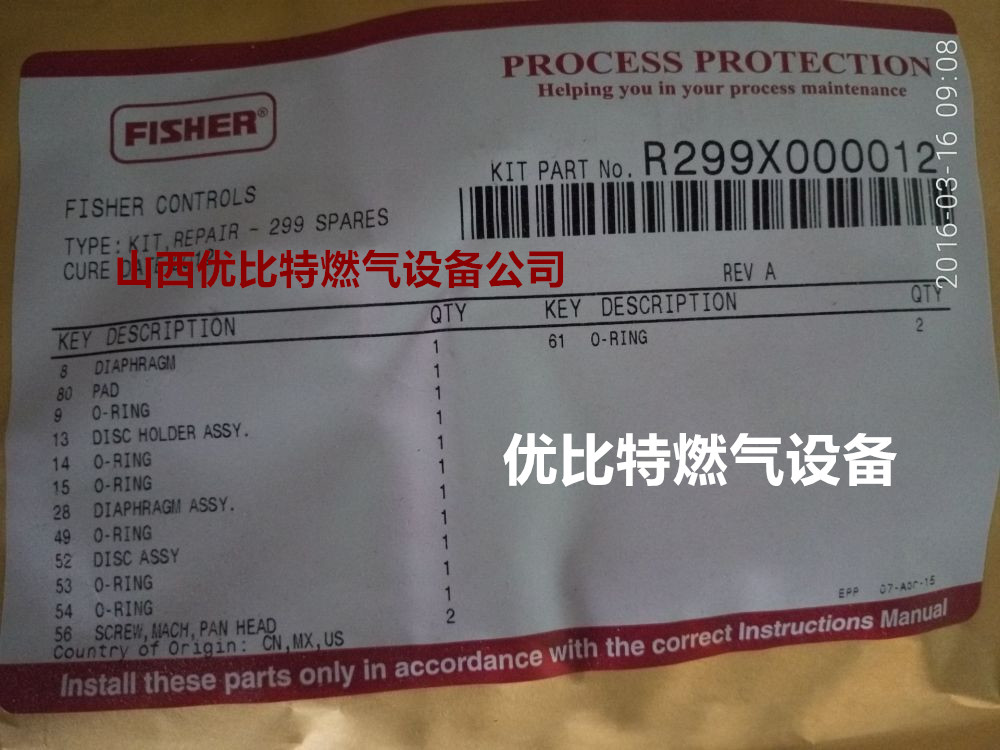 PROCESS PROTECTION
Helping you in your process maintenance
FISHER®
KIT PART No. R299X000012
FISHER CONTROLS
TYPE: KIT,REPAIR - 299 SPARES
CURE
山西优比特燃气设备公司
REV A
KEY DESCRIPTION QTY KEY DESCRIPTION QTY
8 DIAPHRAGM 1 61 O-RING 2
80 PAD 1
9 O-RING 1
13 DISC HOLDER ASSY. 1
14 O-RING 1
15 O-RING 1
28 DIAPHRAGM ASSY. 1
49 O-RING 1
52 DISC ASSY 1
53 O-RING 1
54 O-RING 1
56 SCREW,MACH,PAN HEAD 2
优比特燃气设备
EPP 07-Apr-15
Country of Origin: CN,MX,US
Install these parts only in accordance with the correct Instructions Manual
2016-03-16 09:08